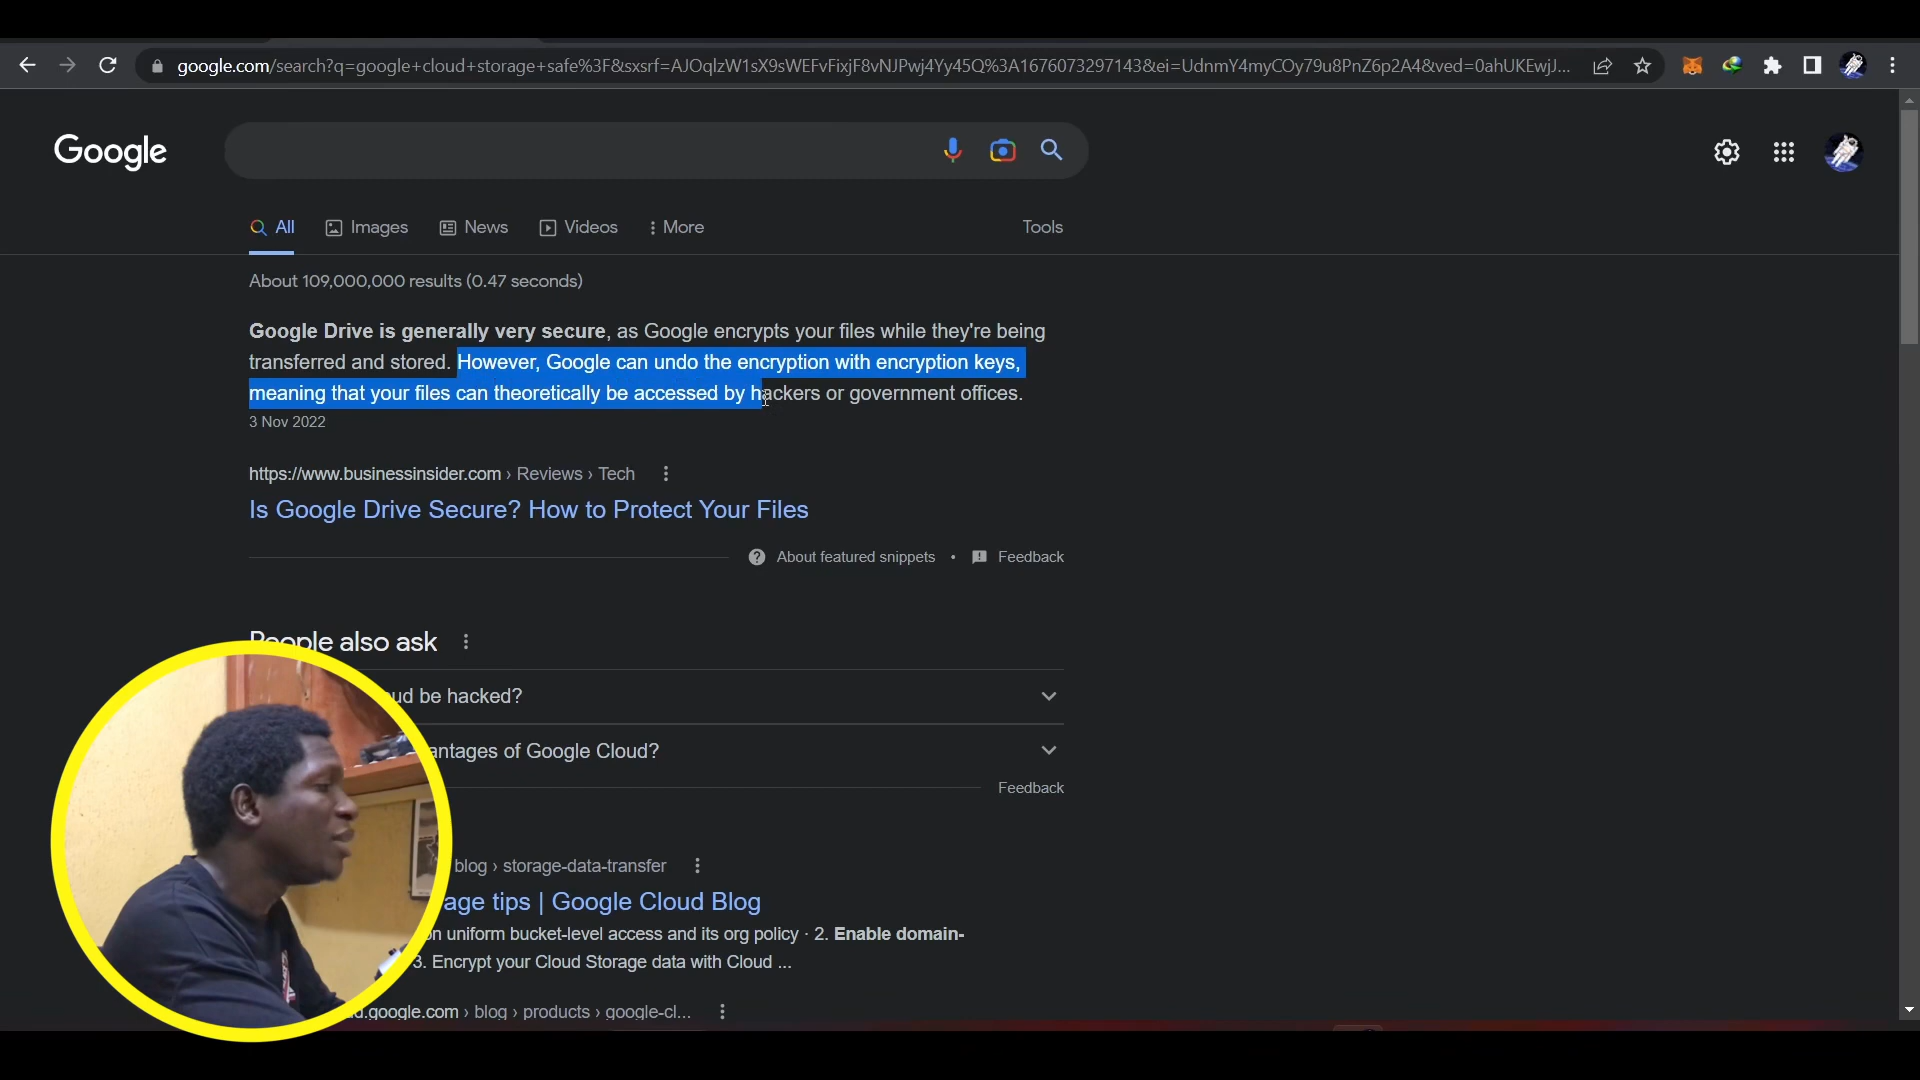 google.com/search?q=google+cloud+storage+safe%3F&sxsrf=AJOqlzW1sX9sWEFvFixjF8vNJPwj4Yy45Q%3A1676073297143&ei=UdnmY4myCOy79u8PnZ6p2A4&ved=0ahUKEwjJ...
Google
All Images News Videos More Tools
About 109,000,000 results (0.47 seconds)
Google Drive is generally very secure, as Google encrypts your files while they're being
transferred and stored. However, Google can undo the encryption with encryption keys,
meaning that your files can theoretically be accessed by hackers or government offices.
3 Nov 2022
https://www.businessinsider.com › Reviews › Tech
Is Google Drive Secure? How to Protect Your Files
About featured snippets • Feedback
People also ask
be hacked?
of Google Cloud?
Feedback
blog › storage-data-transfer
tips | Google Cloud Blog
uniform bucket-level access and its org policy · 2. Enable domain-
3. Encrypt your Cloud Storage data with Cloud ...
.google.com › blog › products › google-cl...